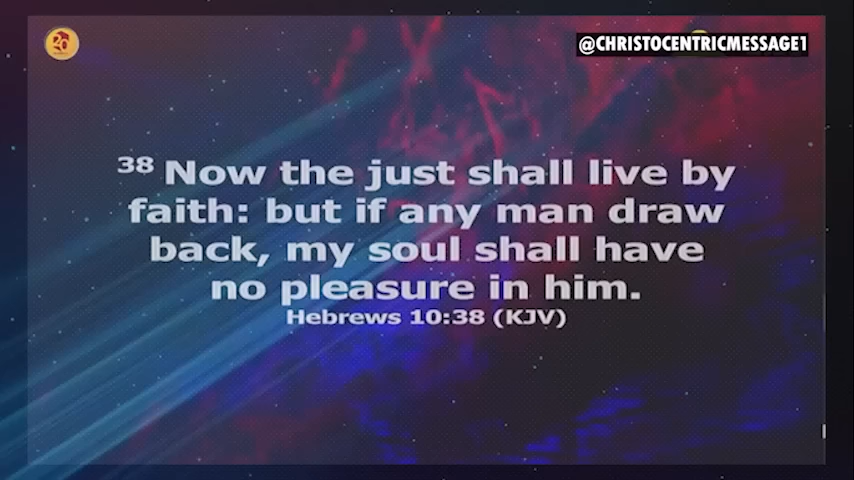 20
@CHRISTOCENTRICMESSAGE1
38 Now the just shall live by
faith: but if any man draw
back, my soul shall have
no pleasure in him.
Hebrews 10:38 (KJV)